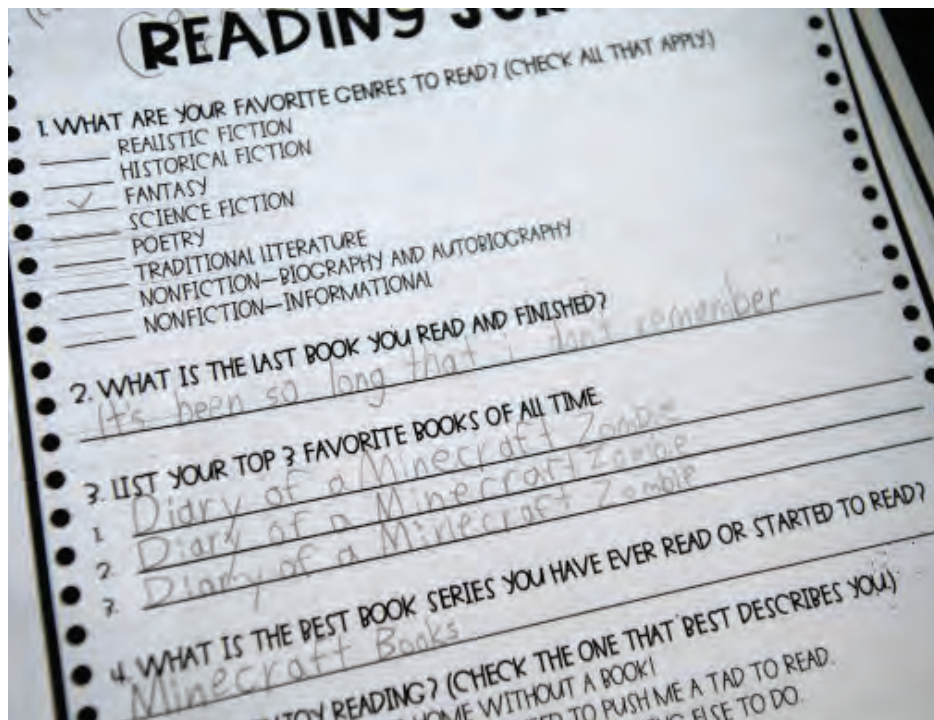 READING SUR
1. WHAT ARE YOUR FAVORITE GENRES TO READ? (CHECK ALL THAT APPLY.)
REALISTIC FICTION
HISTORICAL FICTION
✓ FANTASY
SCIENCE FICTION
POETRY
TRADITIONAL LITERATURE
NONFICTION—BIOGRAPHY AND AUTOBIOGRAPHY
NONFICTION—INFORMATIONAL
2. WHAT IS THE LAST BOOK YOU READ AND FINISHED?
It's been so long that i don't remember
3. LIST YOUR TOP 3 FAVORITE BOOKS OF ALL TIME.
1. Diary of a Minecraft Zombie
2. Diary of a Minecraft Zombe
3. Diary of a Minecraft Zombie
4. WHAT IS THE BEST BOOK SERIES YOU HAVE EVER READ OR STARTED TO READ?
Minecraft Books
READING? (CHECK THE ONE THAT BEST DESCRIBES YOU.)
HOME WITHOUT A BOOK!
TO PUSH ME A TAD TO READ.
ELSE TO DO.